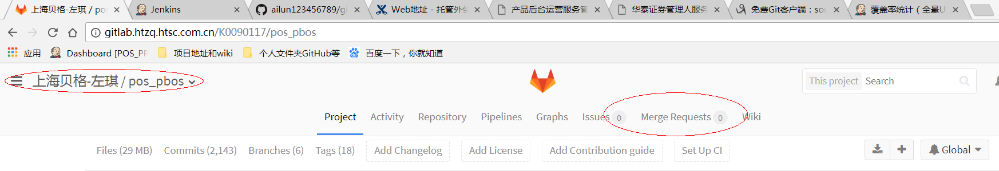 上海贝格-左琪 / pos Jenkins ailun123456789/gi Web地址 - 托管外包 产品后台运营服务管 华泰证券管理人服务 免费Git客户端：sou 覆盖率统计（全量U
gitlab.htzq.htsc.com.cn/K0090117/pos_pbos
应用 Dashboard [POS_PR 项目地址和wiki 个人文件夹GitHub等 百度一下，你就知道
上海贝格-左琪 / pos_pbos This project Search
Project Activity Repository Pipelines Graphs Issues 0 Merge Requests 0 Wiki
Files (29 MB) Commits (2,143) Branches (6) Tags (18) Add Changelog Add License Add Contribution guide Set Up CI Global